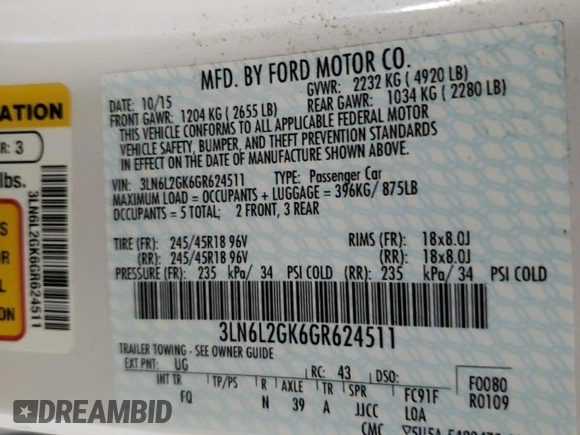 ATION
R: 3
lbs.
3LN6L2GK6GR624511
S
OR
L
ON
MFD. BY FORD MOTOR CO.
DATE: 10/15 GVWR: 2232 KG (4920 LB)
FRONT GAWR: 1204 KG (2655 LB) REAR GAWR: 1034 KG (2280 LB)
THIS VEHICLE CONFORMS TO ALL APPLICABLE FEDERAL MOTOR
VEHICLE SAFETY, BUMPER, AND THEFT PREVENTION STANDARDS
IN EFFECT ON THE DATE OF MANUFACTURE SHOWN ABOVE.
VIN: 3LN6L2GK6GR624511 TYPE: Passenger Car
MAXIMUM LOAD = OCCUPANTS + LUGGAGE = 396KG/ 875LB
OCCUPANTS = 5 TOTAL; 2 FRONT, 3 REAR
TIRE (FR): 245/45R18 96V RIMS (FR): 18x8.0J
(RR): 245/45R18 96V (RR): 18x8.0J
PRESSURE (FR): 235 kPa/ 34 PSI COLD (RR): 235 kPa/ 34 PSI COLD
3LN6L2GK6GR624511
TRAILER TOWING - SEE OWNER GUIDE
EXT PNT: UG RC: 43 DSO: F0080
INT TR TP/PS R AXLE TR SPR FC91F R0109
FQ N 39 A JJCC LOA
CMC
DREAMBID